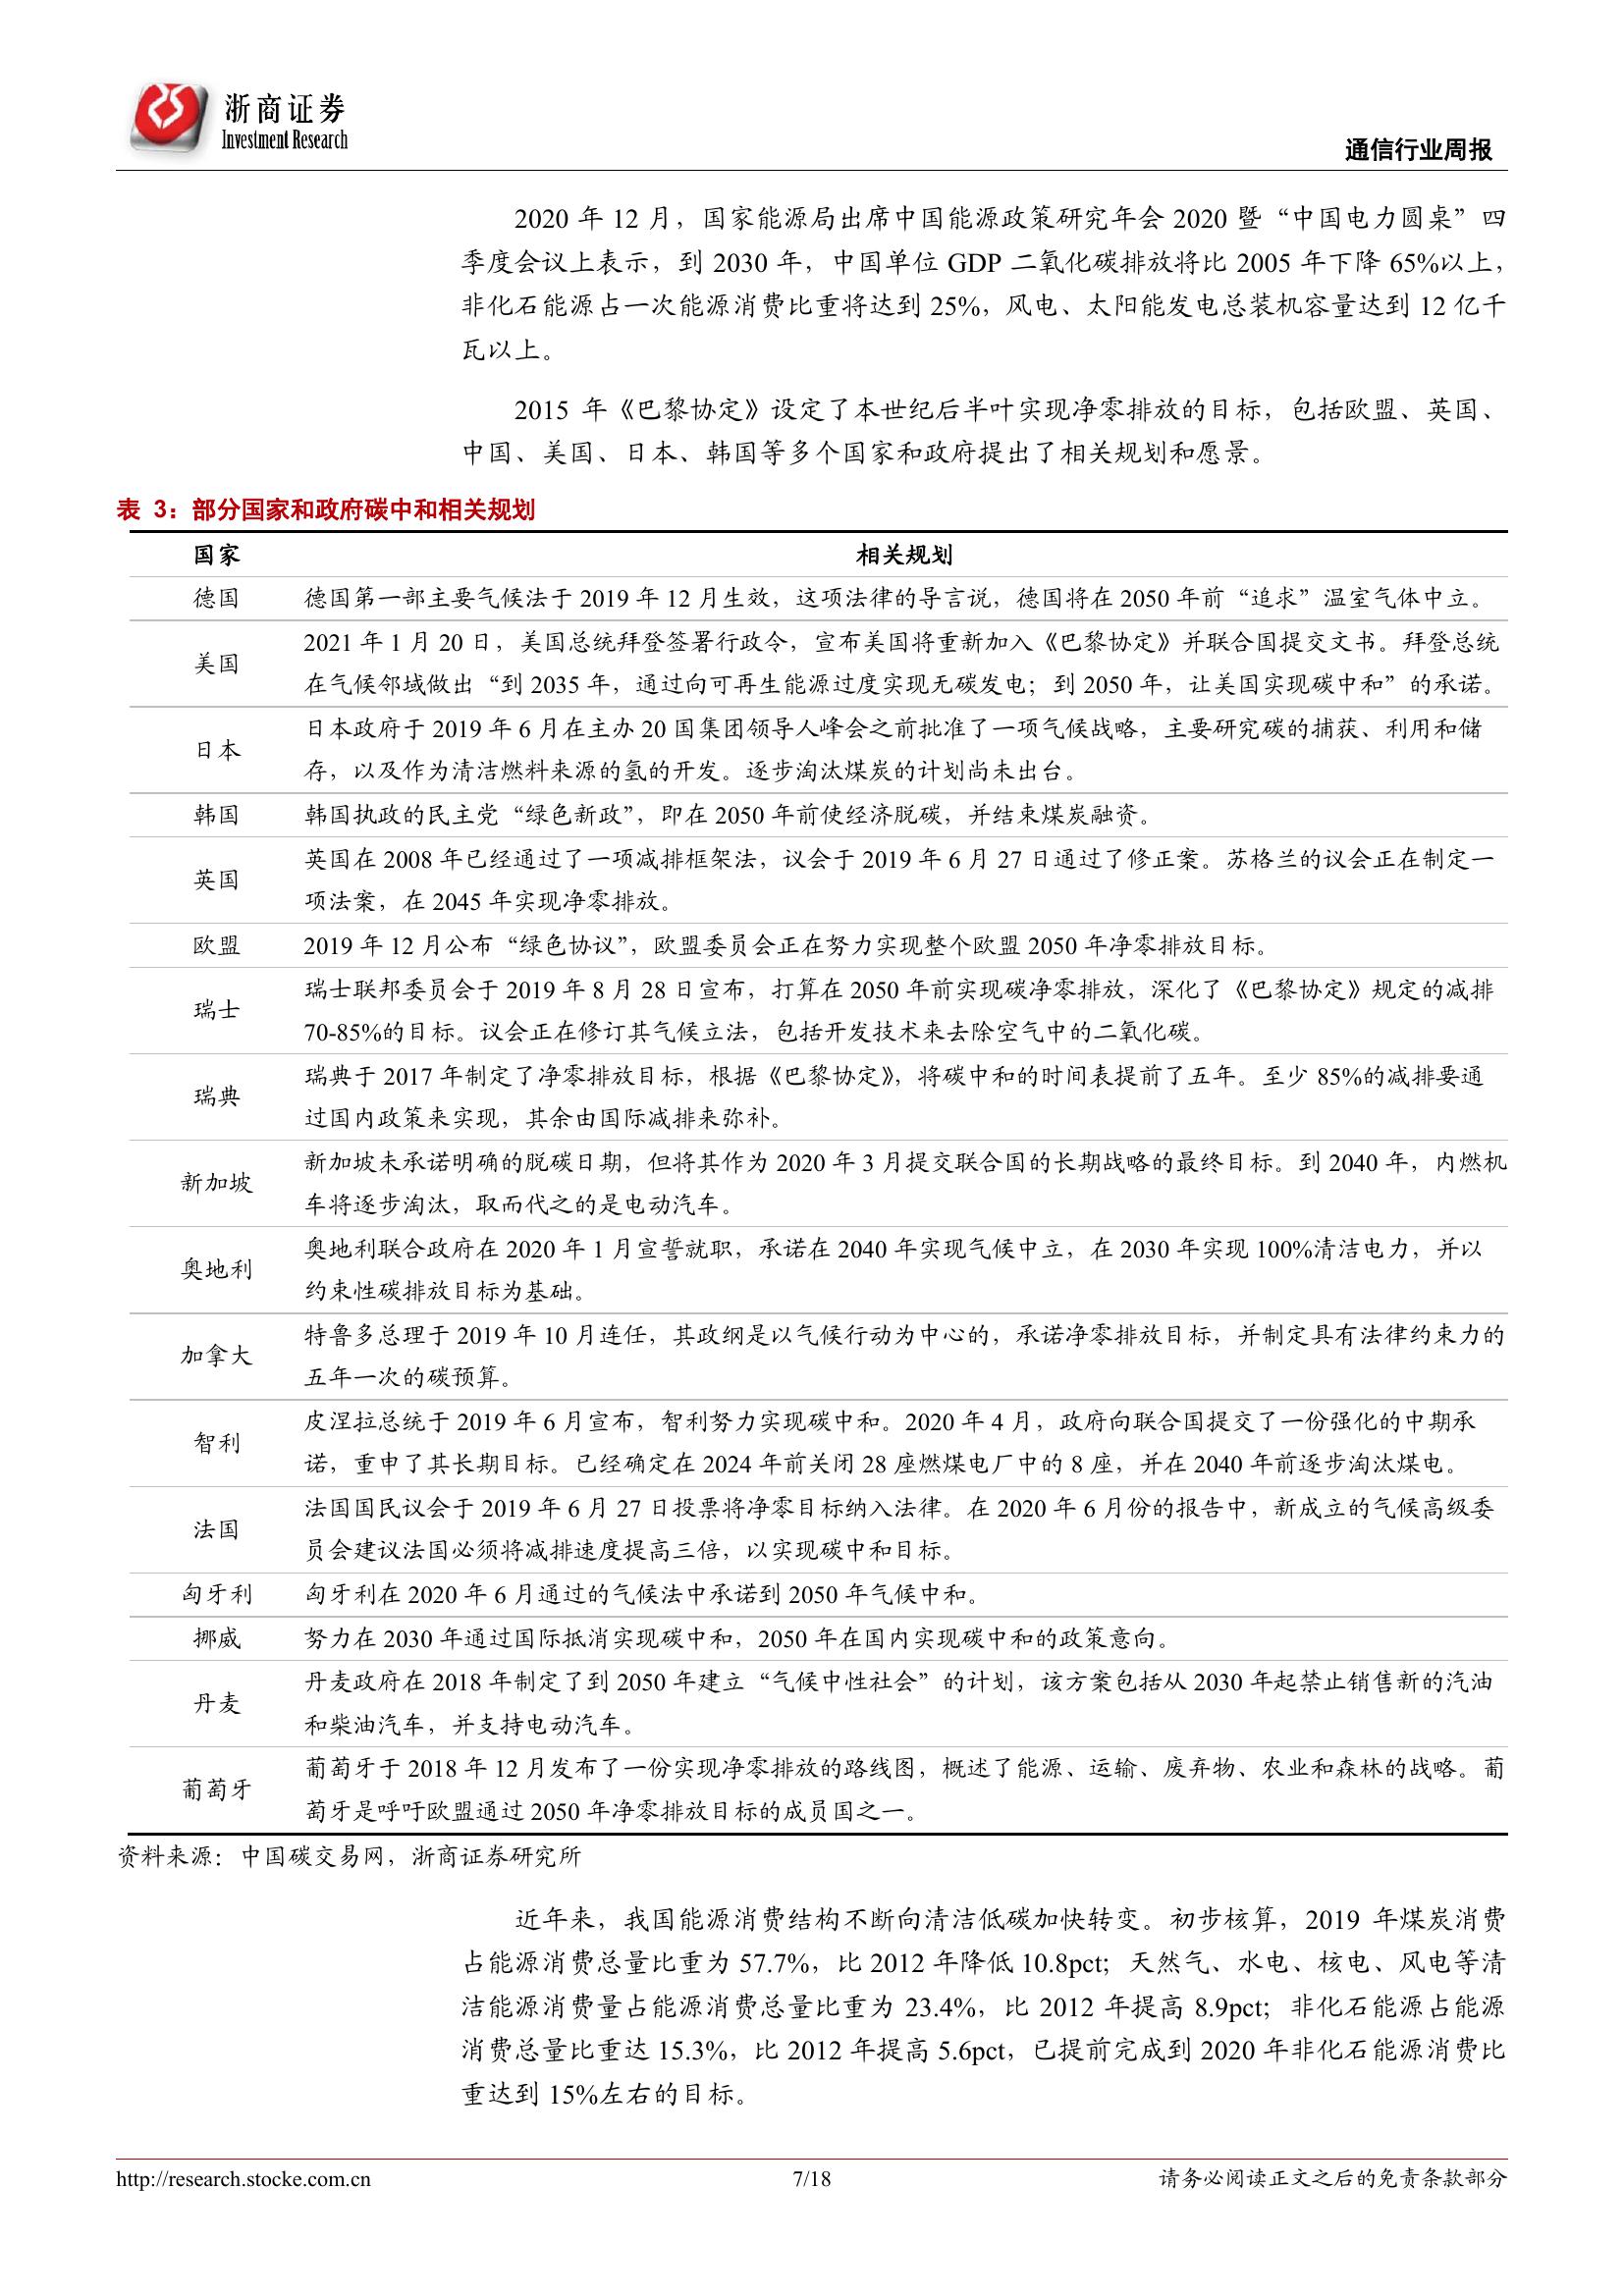 浙商证券
Investment Research
通信行业周报
2020 年 12 月，国家能源局出席中国能源政策研究年会 2020 暨“中国电力圆桌”四
季度会议上表示，到 2030 年，中国单位 GDP 二氧化碳排放将比 2005 年下降 65%以上，
非化石能源占一次能源消费比重将达到 25%，风电、太阳能发电总装机容量达到 12 亿千
瓦以上。
2015 年《巴黎协定》设定了本世纪后半叶实现净零排放的目标，包括欧盟、英国、
中国、美国、日本、韩国等多个国家和政府提出了相关规划和愿景。
表 3：部分国家和政府碳中和相关规划
国家 相关规划
德国 德国第一部主要气候法于 2019 年 12 月生效，这项法律的导言说，德国将在 2050 年前“追求”温室气体中立。
美国 2021 年 1 月 20 日，美国总统拜登签署行政令，宣布美国将重新加入《巴黎协定》并联合国提交文书。拜登总统
在气候邻域做出“到 2035 年，通过向可再生能源过度实现无碳发电；到 2050 年，让美国实现碳中和”的承诺。
日本 日本政府于 2019 年 6 月在主办 20 国集团领导人峰会之前批准了一项气候战略，主要研究碳的捕获、利用和储
存，以及作为清洁燃料来源的氢的开发。逐步淘汰煤炭的计划尚未出台。
韩国 韩国执政的民主党“绿色新政”，即在 2050 年前使经济脱碳，并结束煤炭融资。
英国 英国在 2008 年已经通过了一项减排框架法，议会于 2019 年 6 月 27 日通过了修正案。苏格兰的议会正在制定一
项法案，在 2045 年实现净零排放。
欧盟 2019 年 12 月公布“绿色协议”，欧盟委员会正在努力实现整个欧盟 2050 年净零排放目标。
瑞士 瑞士联邦委员会于 2019 年 8 月 28 日宣布，打算在 2050 年前实现碳净零排放，深化了《巴黎协定》规定的减排
70-85%的目标。议会正在修订其气候立法，包括开发技术来去除空气中的二氧化碳。
瑞典 瑞典于 2017 年制定了净零排放目标，根据《巴黎协定》，将碳中和的时间表提前了五年。至少 85%的减排要通
过国内政策来实现，其余由国际减排来弥补。
新加坡 新加坡未承诺明确的脱碳日期，但将其作为 2020 年 3 月提交联合国的长期战略的最终目标。到 2040 年，内燃机
车将逐步淘汰，取而代之的是电动汽车。
奥地利 奥地利联合政府在 2020 年 1 月宣誓就职，承诺在 2040 年实现气候中立，在 2030 年实现 100%清洁电力，并以
约束性碳排放目标为基础。
加拿大 特鲁多总理于 2019 年 10 月连任，其政纲是以气候行动为中心的，承诺净零排放目标，并制定具有法律约束力的
五年一次的碳预算。
智利 皮涅拉总统于 2019 年 6 月宣布，智利努力实现碳中和。2020 年 4 月，政府向联合国提交了一份强化的中期承
诺，重申了其长期目标。已经确定在 2024 年前关闭 28 座燃煤电厂中的 8 座，并在 2040 年前逐步淘汰煤电。
法国 法国国民议会于 2019 年 6 月 27 日投票将净零目标纳入法律。在 2020 年 6 月份的报告中，新成立的气候高级委
员会建议法国必须将减排速度提高三倍，以实现碳中和目标。
匈牙利 匈牙利在 2020 年 6 月通过的气候法中承诺到 2050 年气候中和。
挪威 努力在 2030 年通过国际抵消实现碳中和，2050 年在国内实现碳中和的政策意向。
丹麦 丹麦政府在 2018 年制定了到 2050 年建立“气候中性社会”的计划，该方案包括从 2030 年起禁止销售新的汽油
和柴油汽车，并支持电动汽车。
葡萄牙 葡萄牙于 2018 年 12 月发布了一份实现净零排放的路线图，概述了能源、运输、废弃物、农业和森林的战略。葡
萄牙是呼吁欧盟通过 2050 年净零排放目标的成员国之一。
资料来源：中国碳交易网，浙商证券研究所
近年来，我国能源消费结构不断向清洁低碳加快转变。初步核算，2019 年煤炭消费
占能源消费总量比重为 57.7%，比 2012 年降低 10.8pct；天然气、水电、核电、风电等清
洁能源消费量占能源消费总量比重为 23.4%，比 2012 年提高 8.9pct；非化石能源占能源
消费总量比重达 15.3%，比 2012 年提高 5.6pct，已提前完成到 2020 年非化石能源消费比
重达到 15%左右的目标。
http://research.stocke.com.cn 7/18 请务必阅读正文之后的免责条款部分